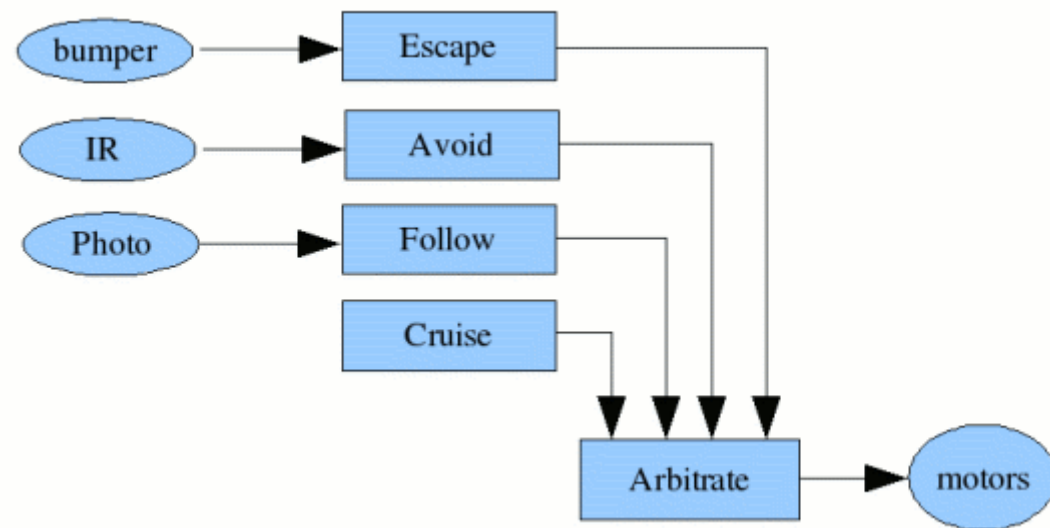 bumper
Escape
IR
Avoid
Photo
Follow
Cruise
Arbitrate
motors